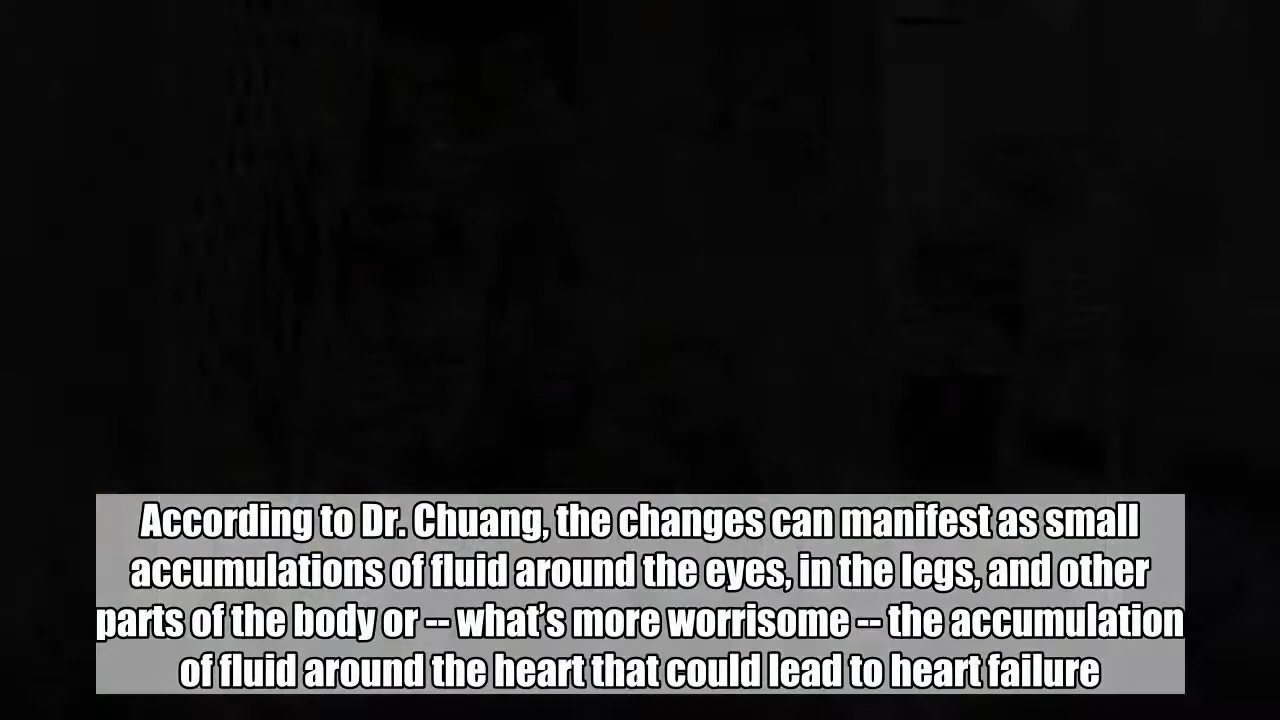 According to Dr. Chuang, the changes can manifest as small
accumulations of fluid around the eyes, in the legs, and other
parts of the body or -- what’s more worrisome -- the accumulation
of fluid around the heart that could lead to heart failure